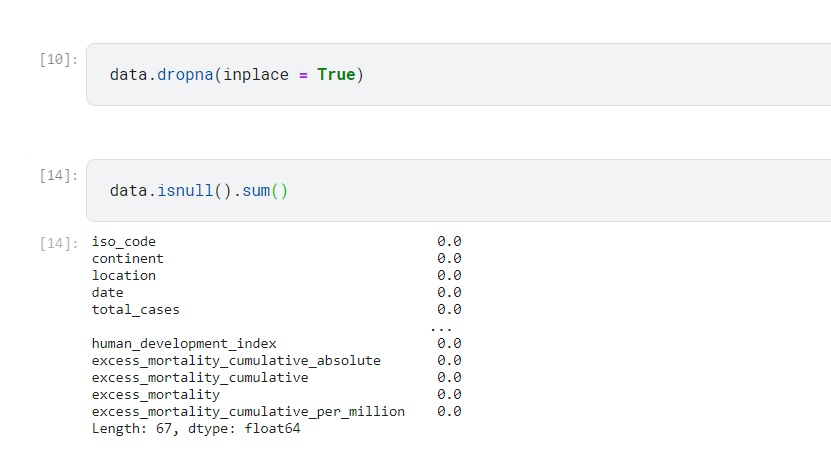 [10]: data.dropna(inplace = True)
[14]: data.isnull().sum()
[14]: iso_code 0.0
continent 0.0
location 0.0
date 0.0
total_cases 0.0
...
human_development_index 0.0
excess_mortality_cumulative_absolute 0.0
excess_mortality_cumulative 0.0
excess_mortality 0.0
excess_mortality_cumulative_per_million 0.0
Length: 67, dtype: float64